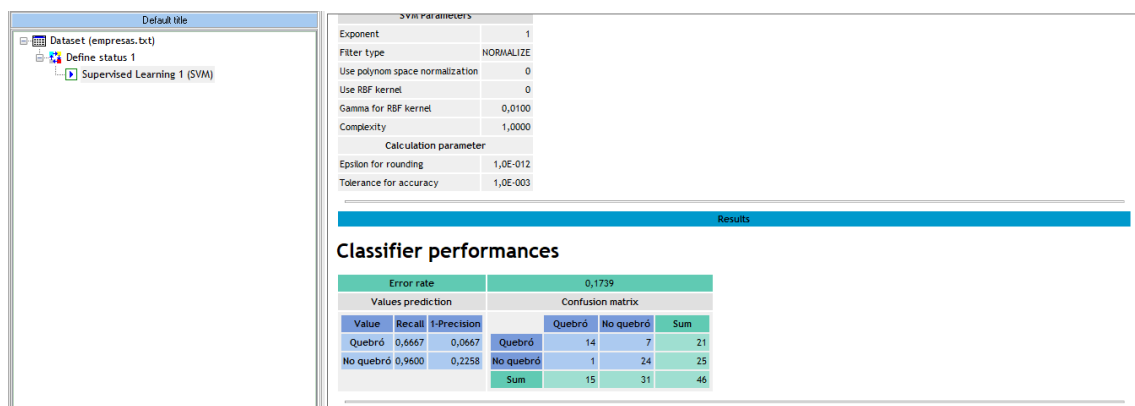 Default title
Dataset (empresas.txt)
Define status 1
Supervised Learning 1 (SVM)
SVM Parameters
Exponent 1
Filter type NORMALIZE
Use polynom space normalization 0
Use RBF kernel 0
Gamma for RBF kernel 0,0100
Complexity 1,0000
Calculation parameter
Epsilon for rounding 1,0E-012
Tolerance for accuracy 1,0E-003
Results
Classifier performances
Error rate 0,1739
Values prediction Confusion matrix
Value Recall 1-Precision Quebró No quebró Sum
Quebró 0,6667 0,0667 Quebró 14 7 21
No quebró 0,9600 0,2258 No quebró 1 24 25
Sum 15 31 46